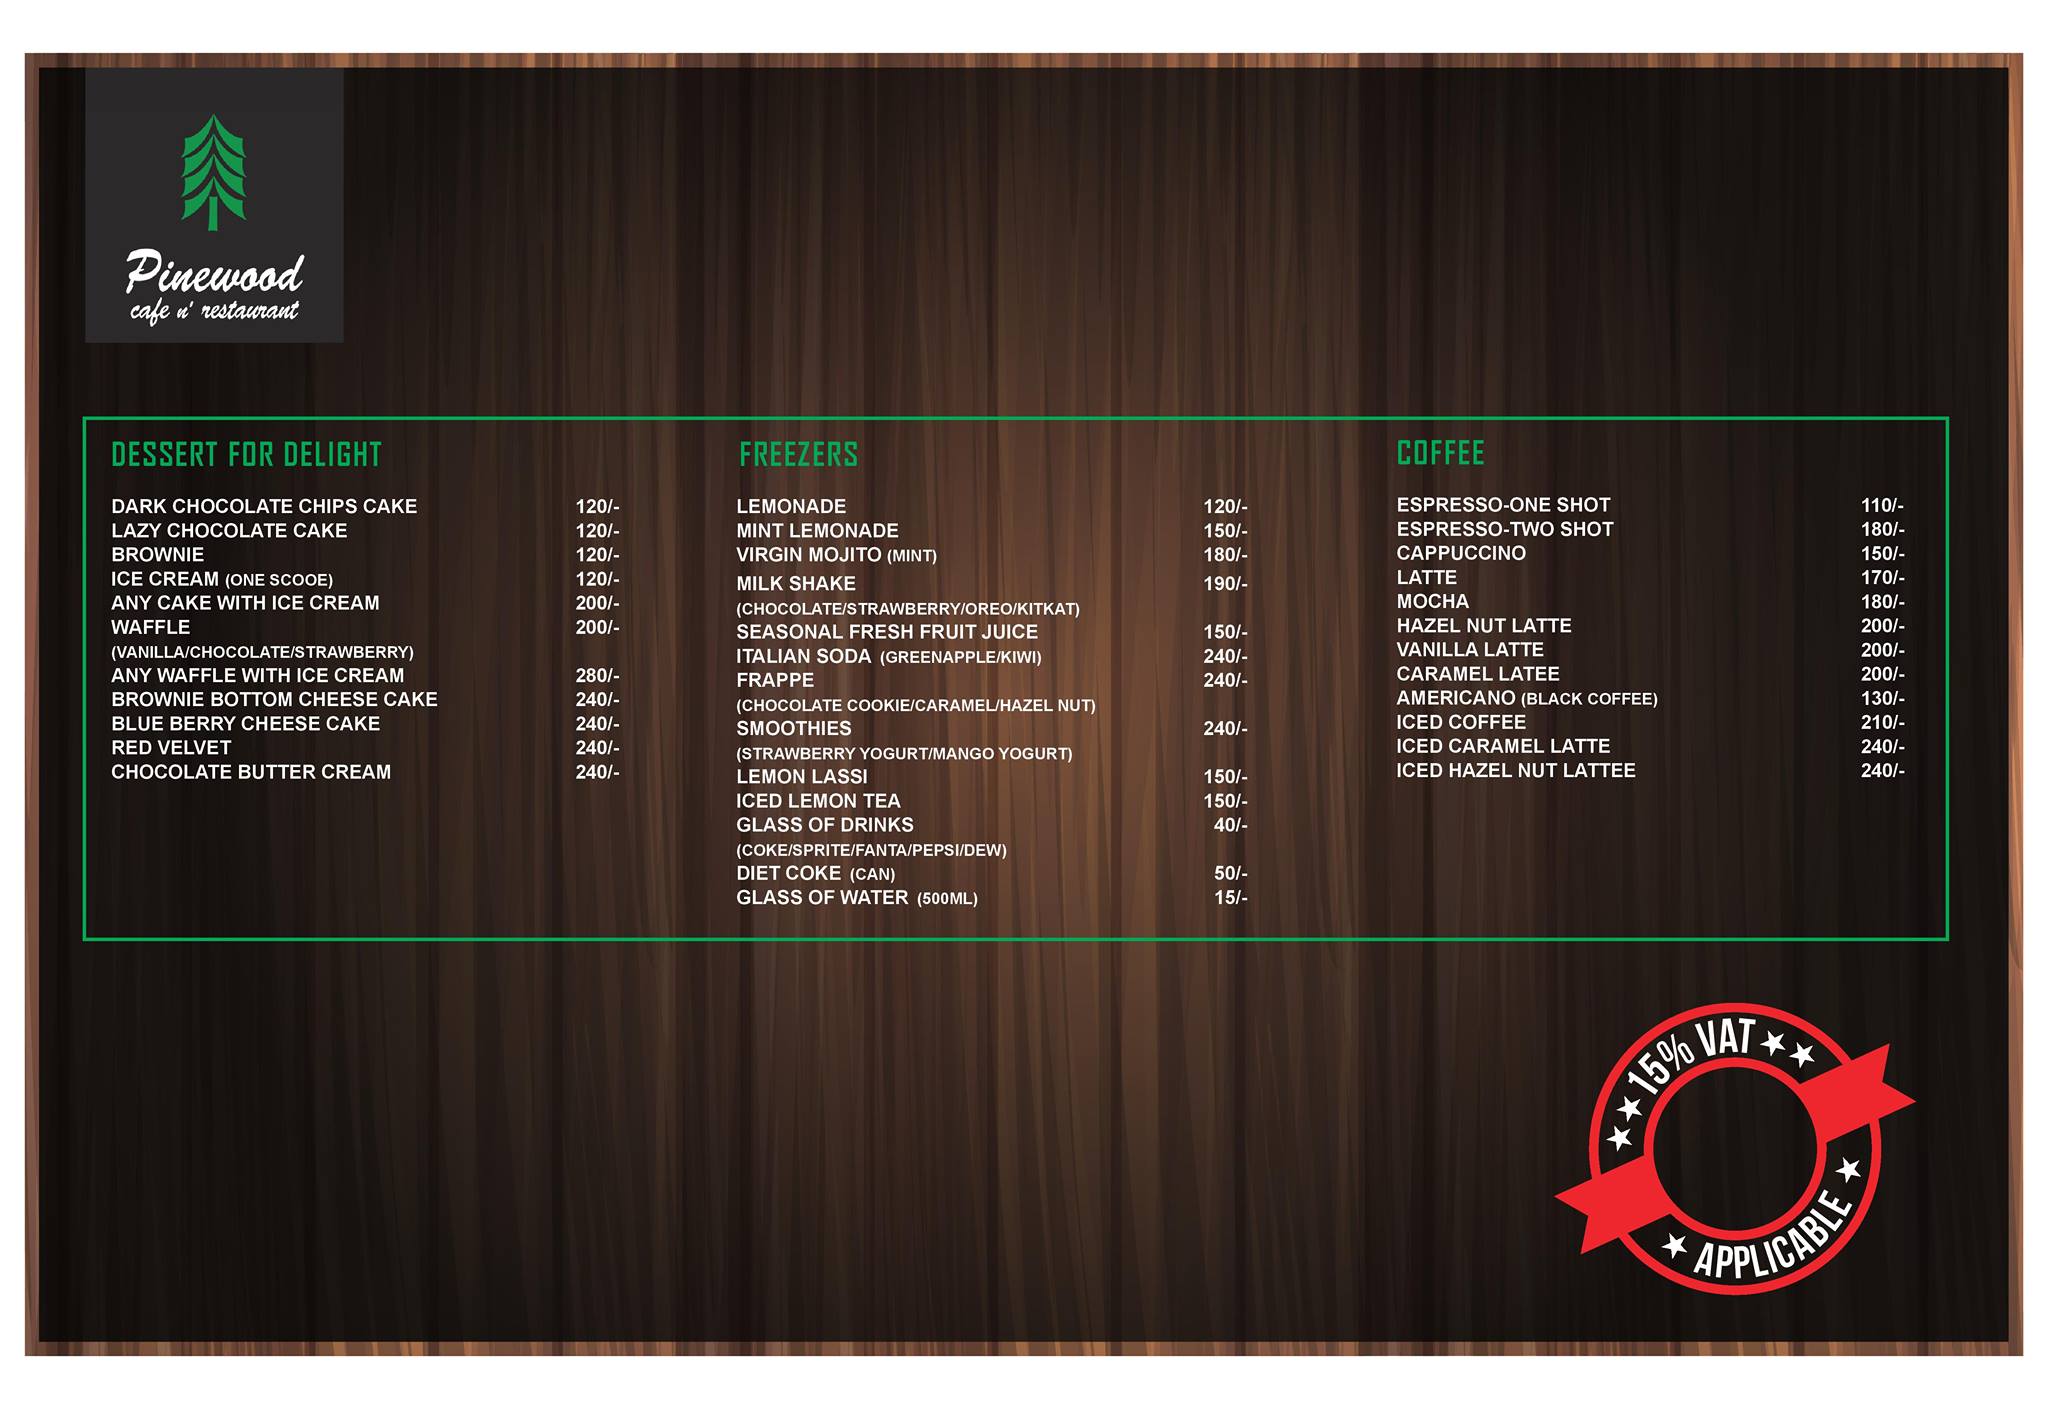 Pinewood
cafe n' restaurant
DESSERT FOR DELIGHT
DARK CHOCOLATE CHIPS CAKE 120/-
LAZY CHOCOLATE CAKE 120/-
BROWNIE 120/-
ICE CREAM (ONE SCOOE) 120/-
ANY CAKE WITH ICE CREAM 200/-
WAFFLE 200/-
(VANILLA/CHOCOLATE/STRAWBERRY)
ANY WAFFLE WITH ICE CREAM 280/-
BROWNIE BOTTOM CHEESE CAKE 240/-
BLUE BERRY CHEESE CAKE 240/-
RED VELVET 240/-
CHOCOLATE BUTTER CREAM 240/-
FREEZERS
LEMONADE 120/-
MINT LEMONADE 150/-
VIRGIN MOJITO (MINT) 180/-
MILK SHAKE 190/-
(CHOCOLATE/STRAWBERRY/OREO/KITKAT)
SEASONAL FRESH FRUIT JUICE 150/-
ITALIAN SODA (GREENAPPLE/KIWI) 240/-
FRAPPE 240/-
(CHOCOLATE COOKIE/CARAMEL/HAZEL NUT)
SMOOTHIES 240/-
(STRAWBERRY YOGURT/MANGO YOGURT)
LEMON LASSI 150/-
ICED LEMON TEA 150/-
GLASS OF DRINKS 40/-
(COKE/SPRITE/FANTA/PEPSI/DEW)
DIET COKE (CAN) 50/-
GLASS OF WATER (500ML) 15/-
COFFEE
ESPRESSO-ONE SHOT 110/-
ESPRESSO-TWO SHOT 180/-
CAPPUCCINO 150/-
LATTE 170/-
MOCHA 180/-
HAZEL NUT LATTE 200/-
VANILLA LATTE 200/-
CARAMEL LATEE 200/-
AMERICANO (BLACK COFFEE) 130/-
ICED COFFEE 210/-
ICED CARAMEL LATTE 240/-
ICED HAZEL NUT LATTEE 240/-
15% VAT
APPLICABLE